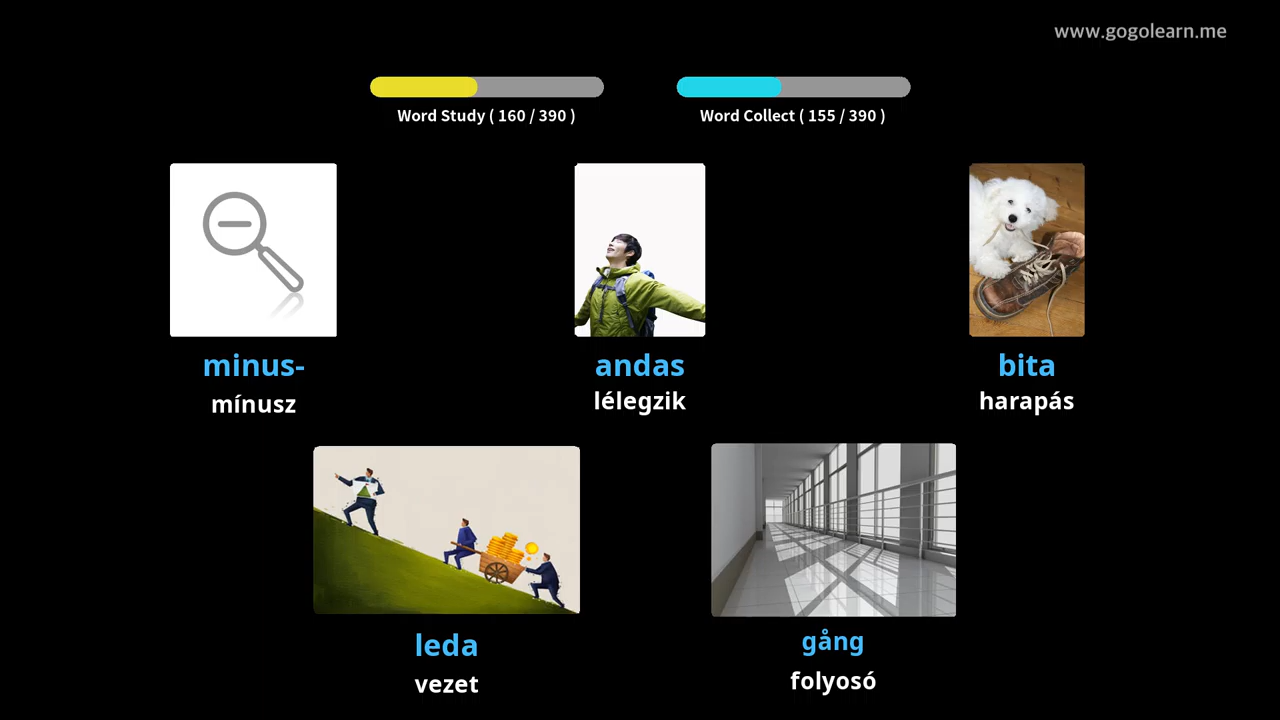 www.gogolearn.me
Word Study ( 160 / 390 )
Word Collect ( 155 / 390 )
minus-
mínusz
andas
lélegzik
bita
harapás
leda
vezet
gång
folyosó